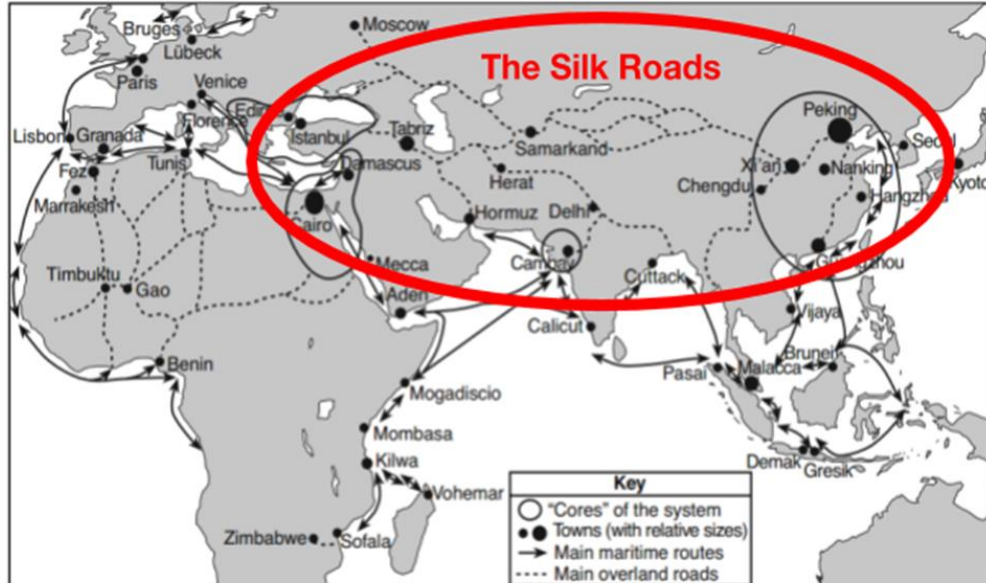 Moscow
Bruges
Lübeck
The Silk Roads
Paris
Venice
Peking
Edirne
Florence
Istanbul
Lisbon
Granada
Tabriz
Seoul
Samarkand
Tunis
Xi'an
Nanking
Fez
Damascus
Herat
Chengdu
Kyoto
Hangzhou
Marrakesh
Cairo
Hormuz
Delhi
Mecca
Cambay
Guangzhou
Timbuktu
Gao
Cuttack
Aden
Vijaya
Calicut
Brunei
Benin
Pasai
Malacca
Mogadiscio
Mombasa
Kilwa
Demak
Gresik
Vohemar
Zimbabwe
Sofala
Key
"Cores" of the system
Towns (with relative sizes)
Main maritime routes
Main overland roads